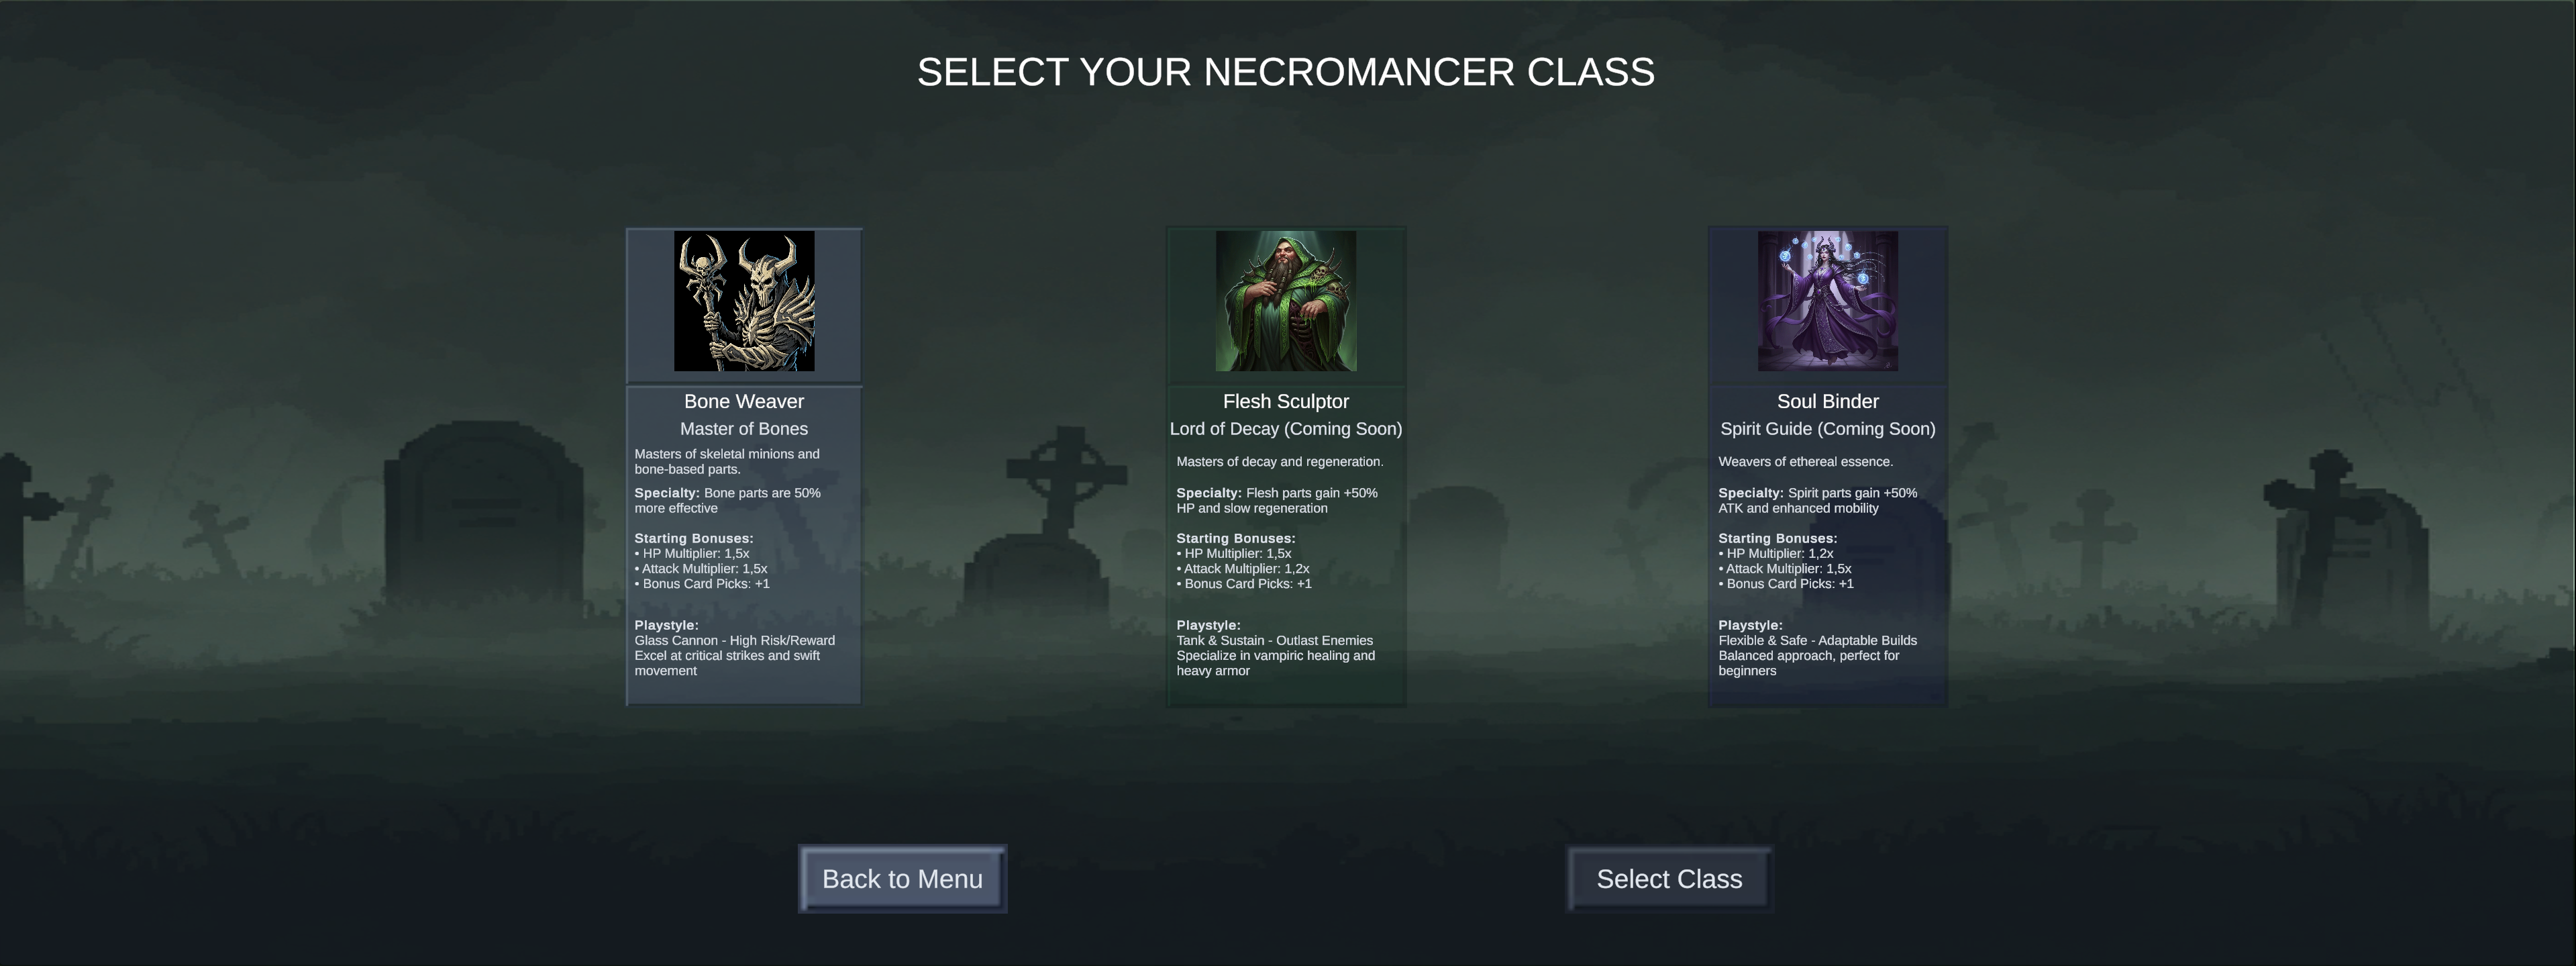 SELECT YOUR NECROMANCER CLASS
Bone Weaver
Master of Bones
Masters of skeletal minions and
bone-based parts.
Specialty: Bone parts are 50%
more effective
Starting Bonuses:
• HP Multiplier: 1,5x
• Attack Multiplier: 1,5x
• Bonus Card Picks: +1
Playstyle:
Glass Cannon - High Risk/Reward
Excel at critical strikes and swift
movement
Flesh Sculptor
Lord of Decay (Coming Soon)
Masters of decay and regeneration.
Specialty: Flesh parts gain +50%
HP and slow regeneration
Starting Bonuses:
• HP Multiplier: 1,5x
• Attack Multiplier: 1,2x
• Bonus Card Picks: +1
Playstyle:
Tank & Sustain - Outlast Enemies
Specialize in vampiric healing and
heavy armor
Soul Binder
Spirit Guide (Coming Soon)
Weavers of ethereal essence.
Specialty: Spirit parts gain +50%
ATK and enhanced mobility
Starting Bonuses:
• HP Multiplier: 1,2x
• Attack Multiplier: 1,5x
• Bonus Card Picks: +1
Playstyle:
Flexible & Safe - Adaptable Builds
Balanced approach, perfect for
beginners
Back to Menu
Select Class